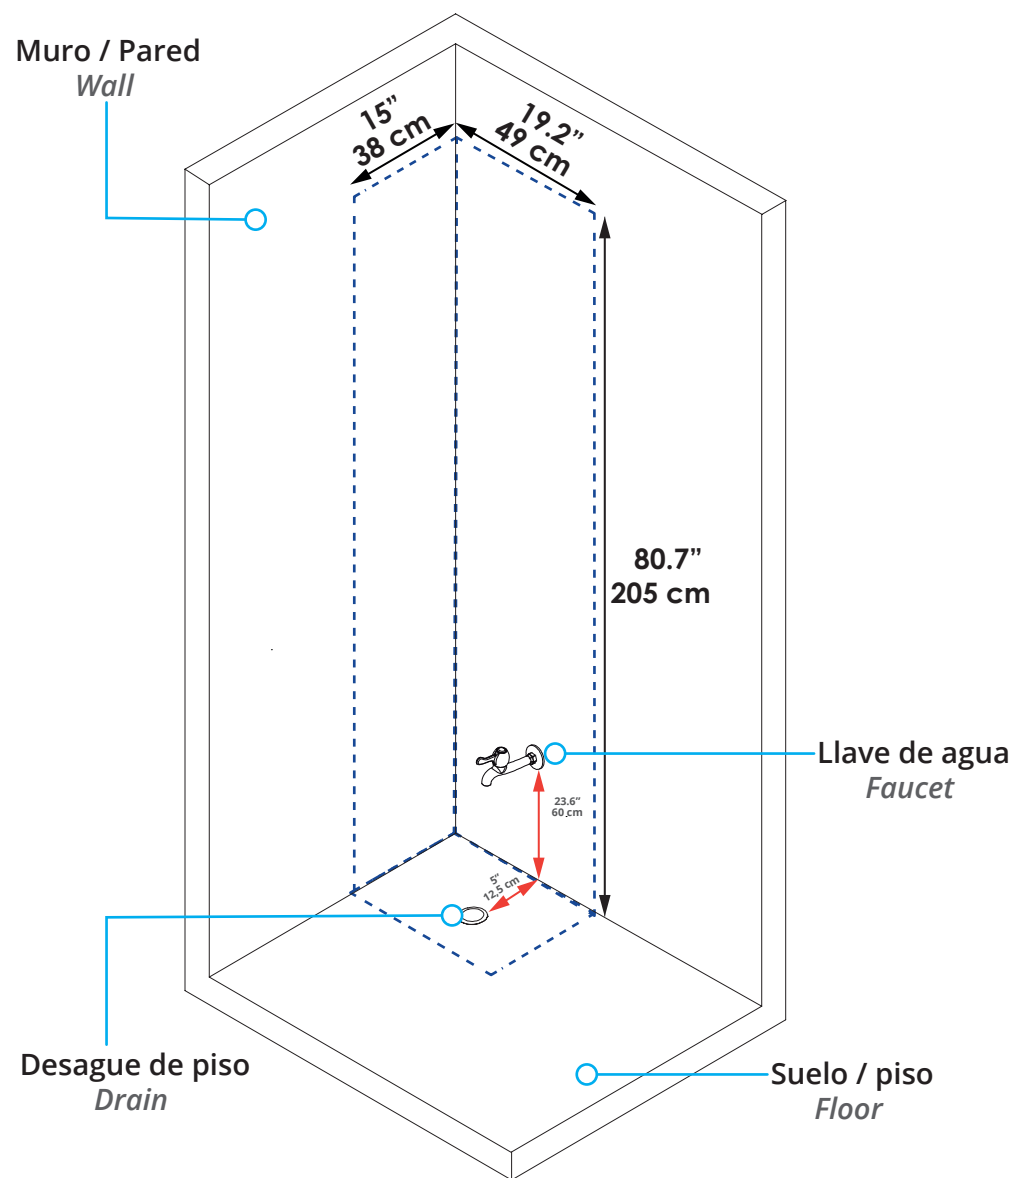 Muro / Pared
Wall
15”
38 cm
19.2”
49 cm
80.7”
205 cm
Llave de agua
Faucet
23.6”
60 cm
5”
12.5 cm
Desague de piso
Drain
Suelo / piso
Floor